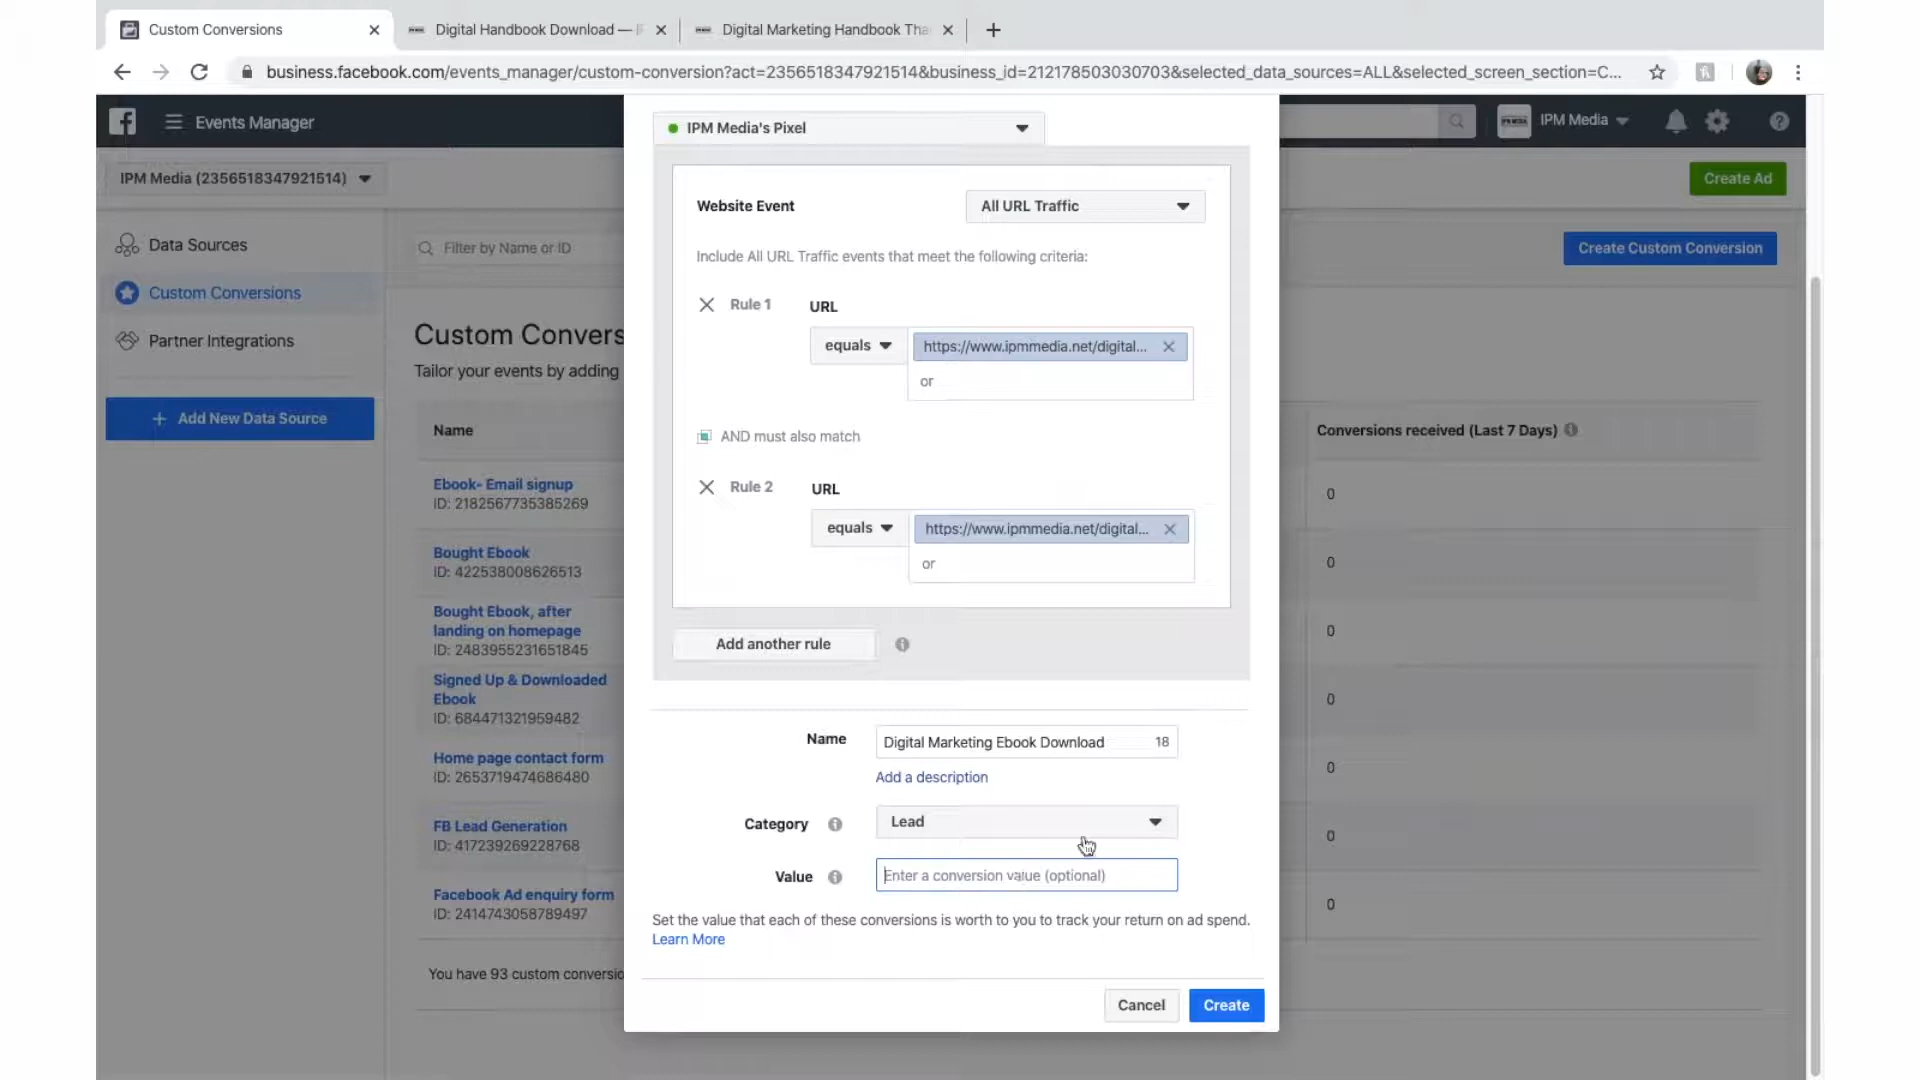 Custom Conversions
Digital Handbook Download —
Digital Marketing Handbook Tha
business.facebook.com/events_manager/custom-conversion?act=2356518347921514&business_id=212178503030703&selected_data_sources=ALL&selected_screen_section=C...
Events Manager
IPM Media
IPM Media (2356518347921514)
Create Ad
Data Sources
Custom Conversions
Partner Integrations
+ Add New Data Source
Filter by Name or ID
Create Custom Conversion
Custom Convers
Tailor your events by adding
Name
Conversions received (Last 7 Days)
Ebook- Email signup
ID: 2182567735385269
0
Bought Ebook
ID: 422538008626513
0
Bought Ebook, after
landing on homepage
ID: 2483955231651845
0
Signed Up & Downloaded
Ebook
ID: 684471321959482
0
Home page contact form
ID: 2653719474686480
0
FB Lead Generation
ID: 417239269228768
0
Facebook Ad enquiry form
ID: 2414743058789497
0
You have 93 custom conversio
IPM Media's Pixel
Website Event
All URL Traffic
Include All URL Traffic events that meet the following criteria:
Rule 1
URL
equals
https://www.ipmmedia.net/digital...
or
AND must also match
Rule 2
URL
equals
https://www.ipmmedia.net/digital...
or
Add another rule
Name
Digital Marketing Ebook Download 18
Add a description
Category
Lead
Value
Enter a conversion value (optional)
Set the value that each of these conversions is worth to you to track your return on ad spend.
Learn More
Cancel
Create